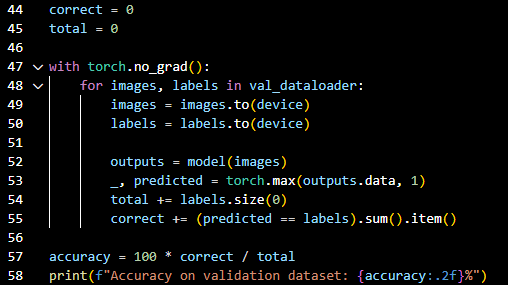 44 correct = 0
45 total = 0
46
47 with torch.no_grad():
48     for images, labels in val_dataloader:
49         images = images.to(device)
50         labels = labels.to(device)
51
52         outputs = model(images)
53         _, predicted = torch.max(outputs.data, 1)
54         total += labels.size(0)
55         correct += (predicted == labels).sum().item()
56
57 accuracy = 100 * correct / total
58 print(f"Accuracy on validation dataset: {accuracy:.2f}%")